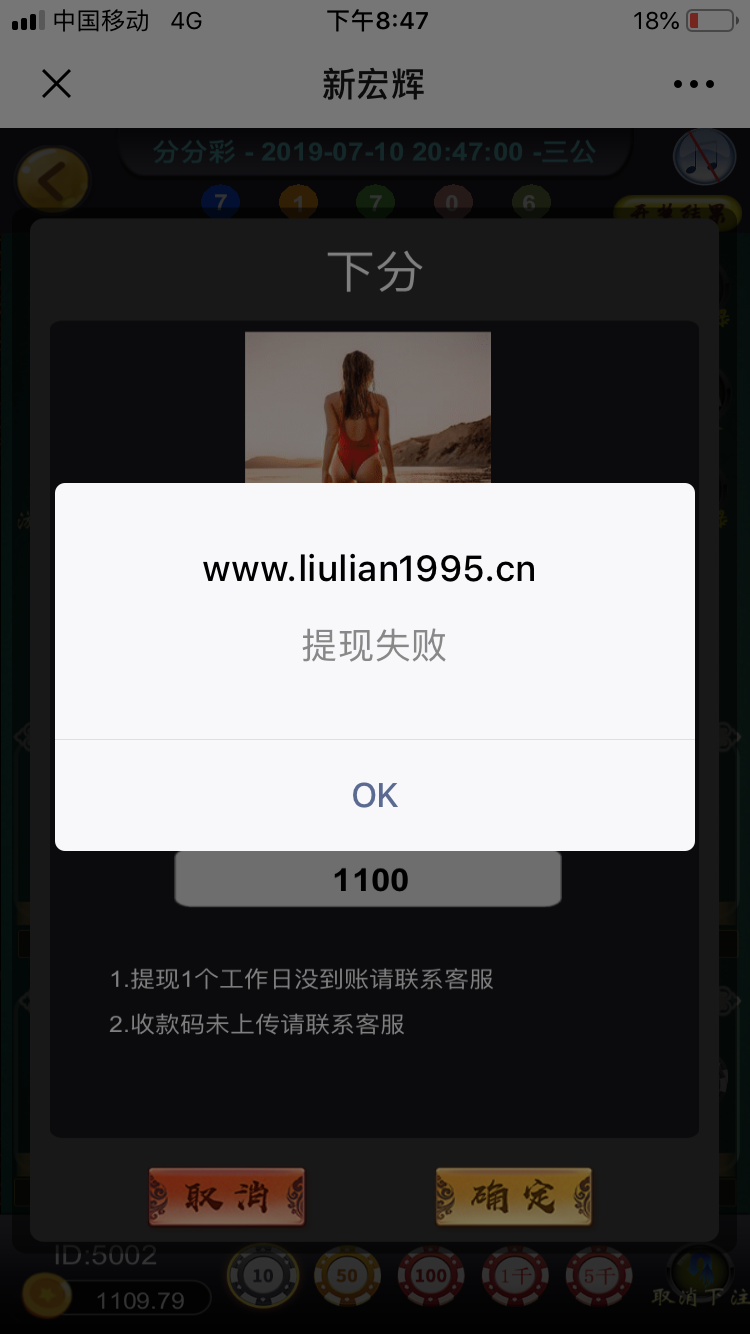 中国移动 4G 下午8:47 18%
新宏辉
分分彩 - 2019-07-10 20:47:00 -三公
7 1 7 0 6
开奖结果
下分
www.liulian1995.cn
提现失败
OK
1100
1.提现1个工作日没到账请联系客服
2.收款码未上传请联系客服
取消 确定
ID:5002
10 50 100 1千 5千
1109.79
取消下注